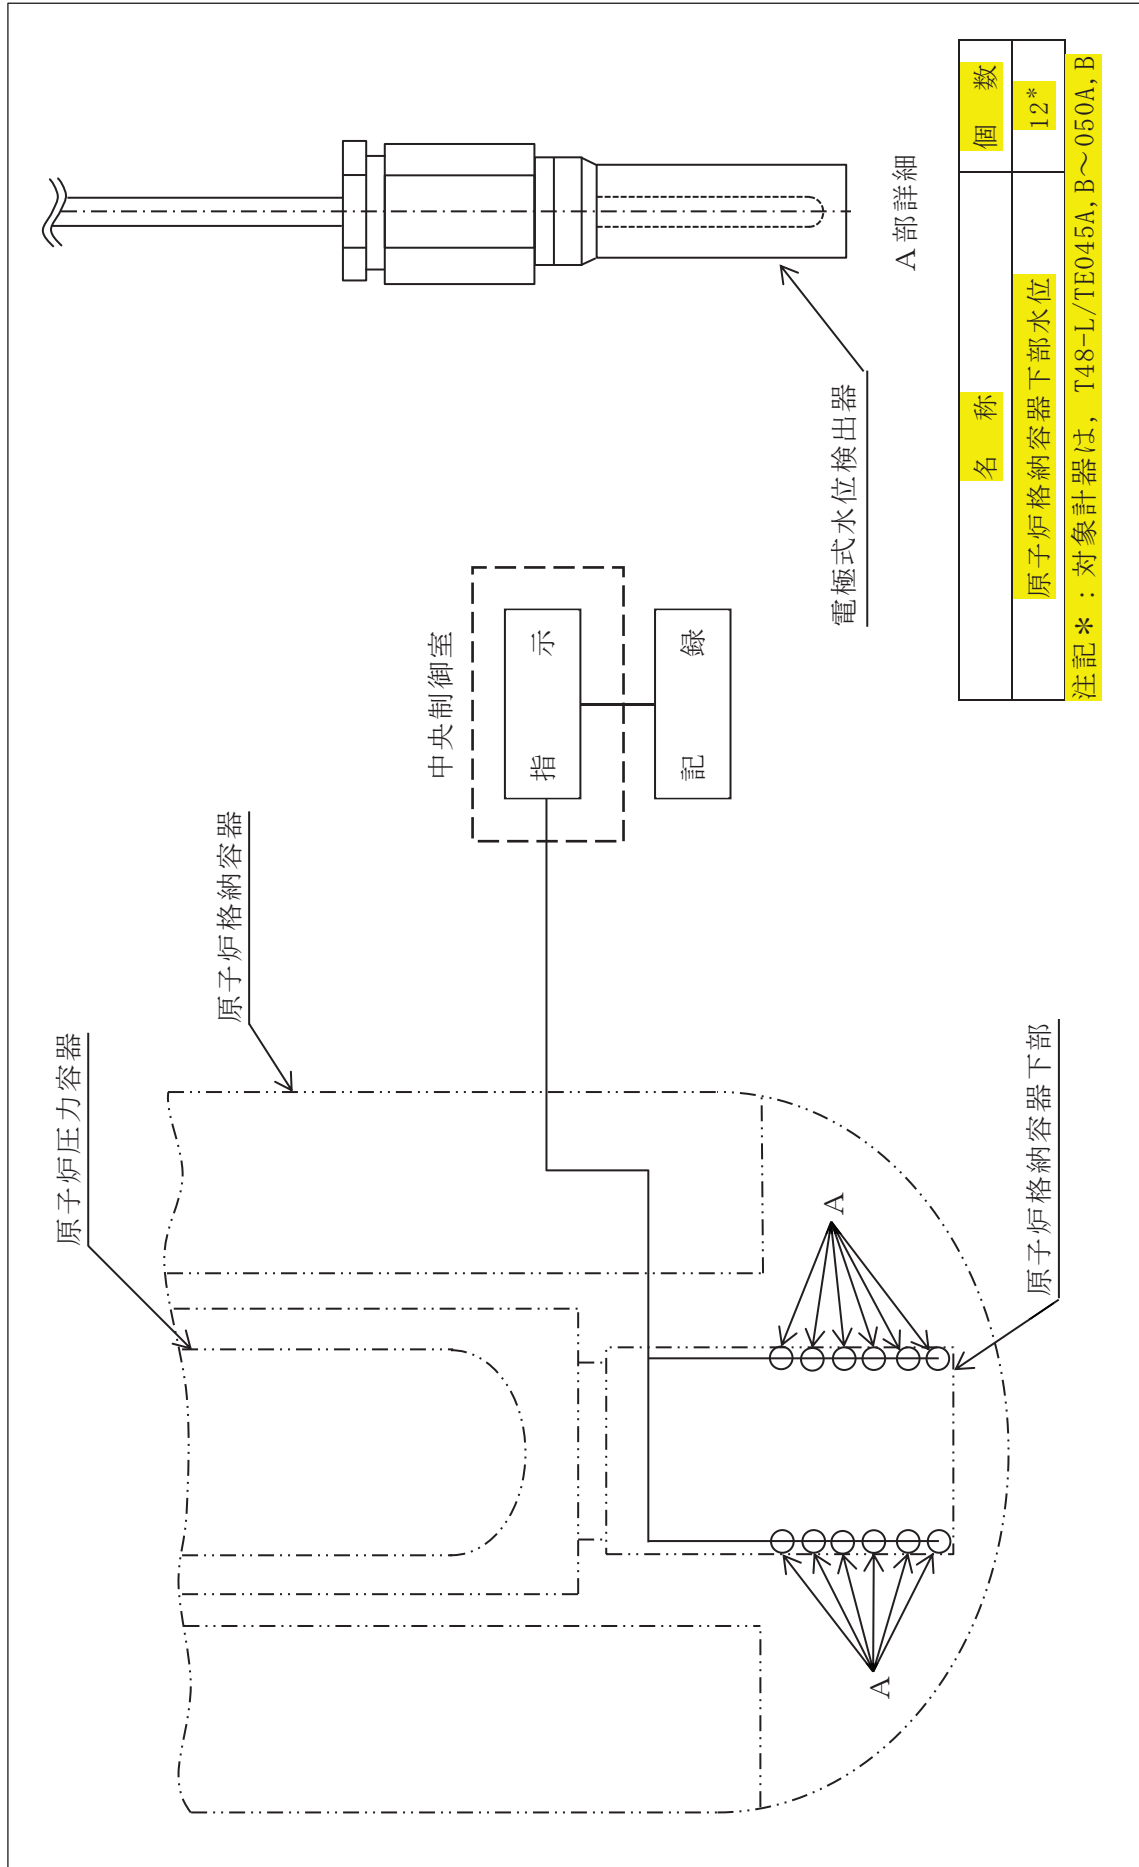 原子炉圧力容器
原子炉格納容器
中央制御室
指示
記録
A
A
原子炉格納容器下部
電極式水位検出器
A部詳細
名称 個数
原子炉格納容器下部水位 12*
注記*:対象計器は, T48-L/TE045A,B～050A,B